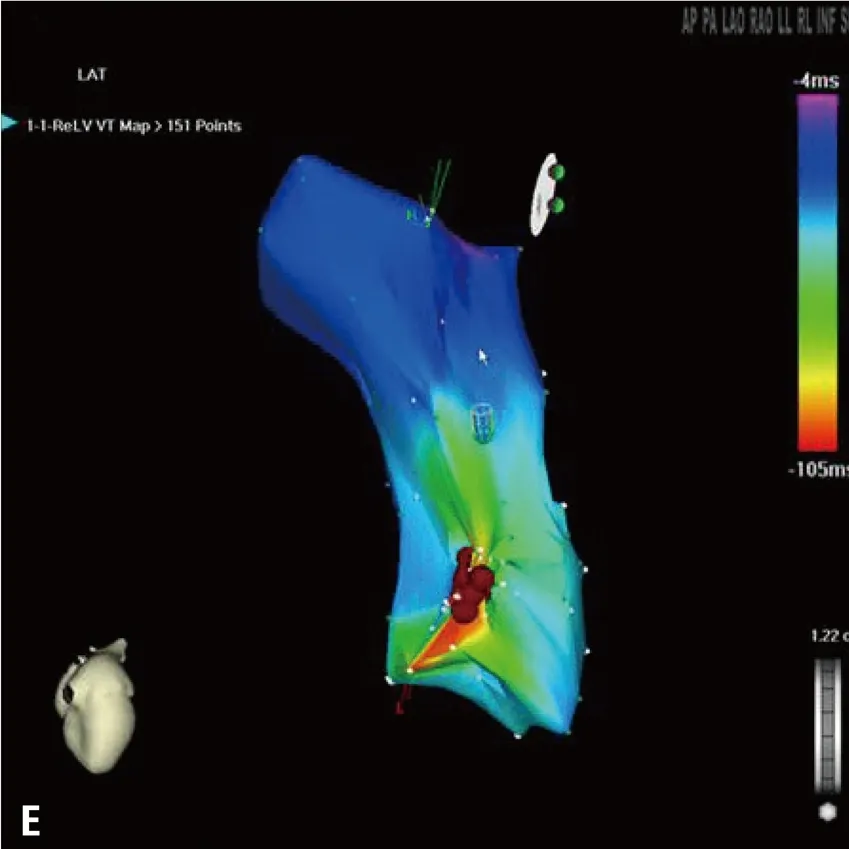 AP PA LAO RAO LL RL INF S
LAT
-4ms
1-1-ReLV VT Map > 151 Points
-105ms
1.22 c
E